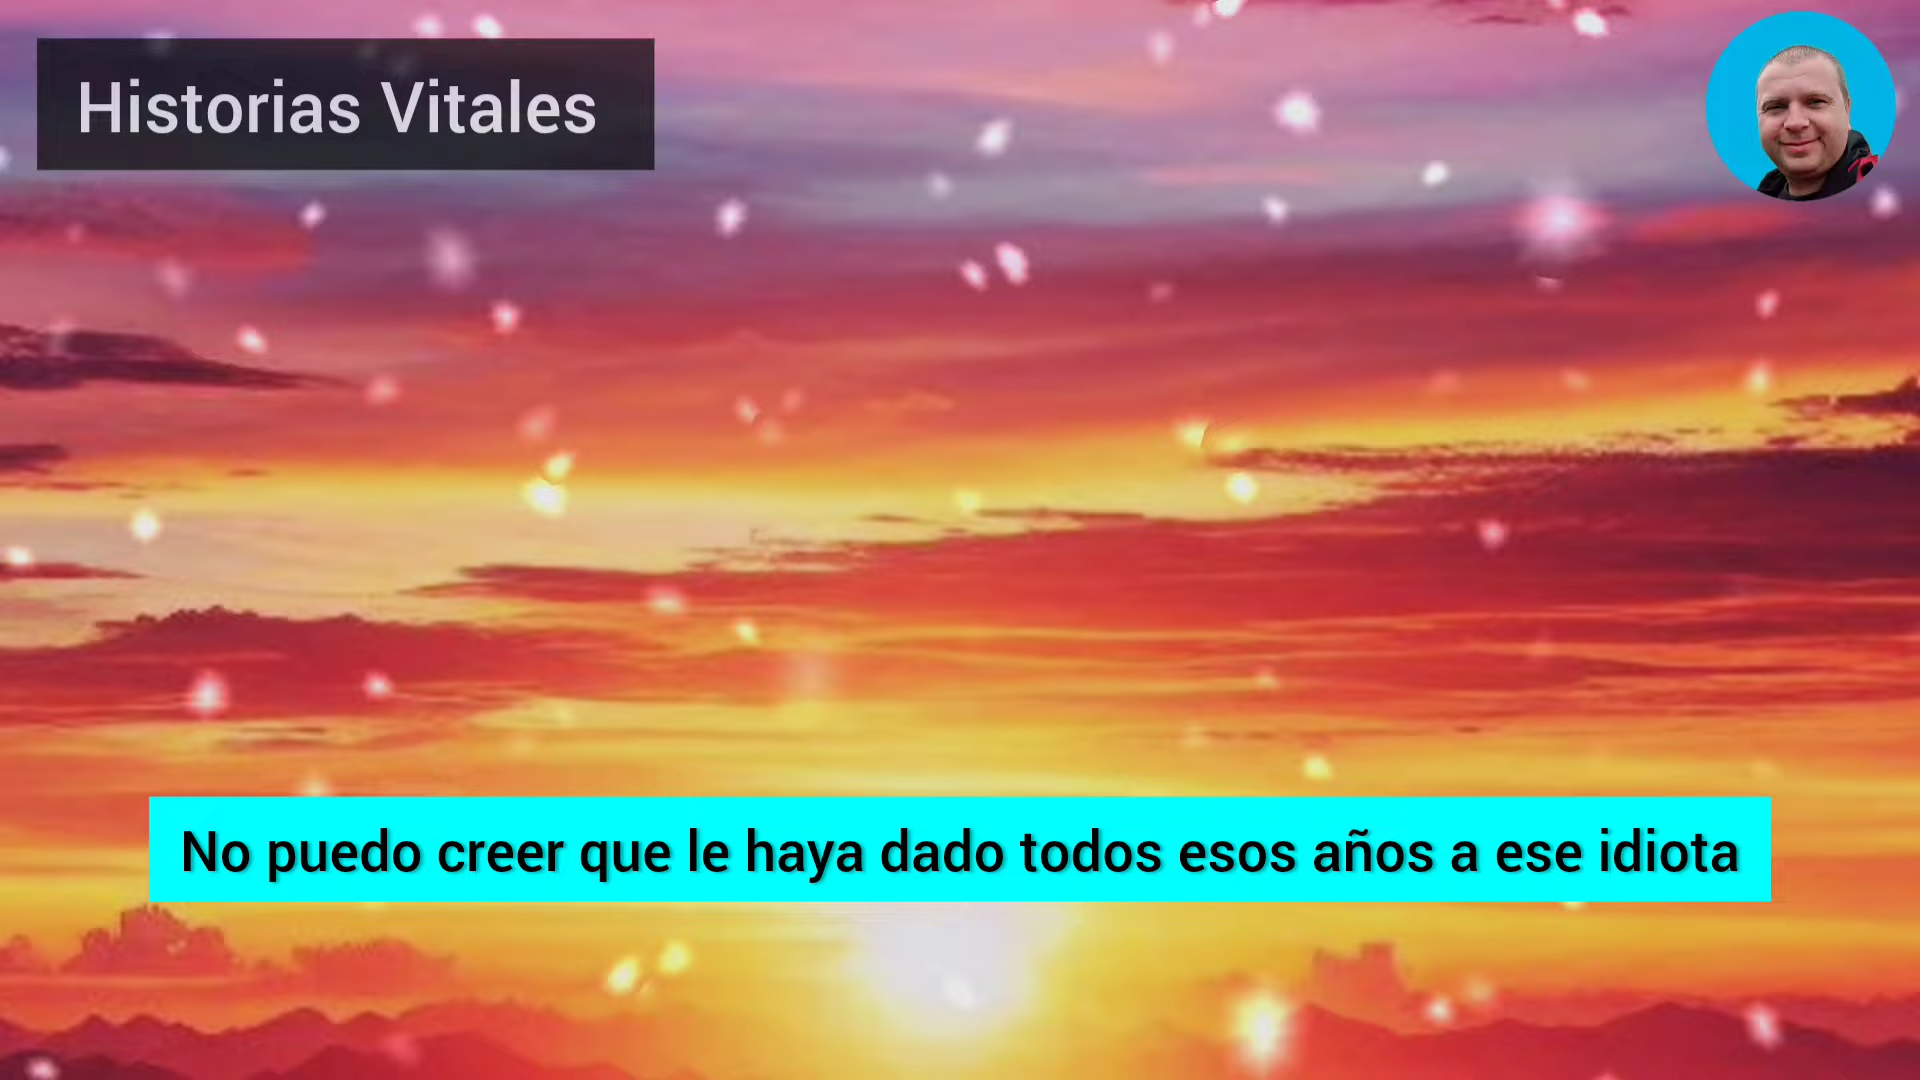 Historias Vitales
No puedo creer que le haya dado todos esos años a ese idiota